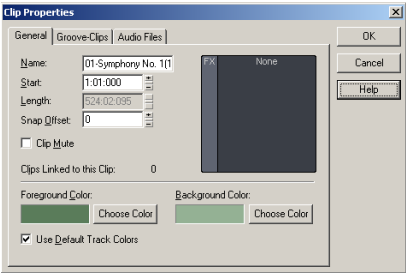 Clip Properties
General Groove-Clips Audio Files
OK
Cancel
Help
Name: 01-Symphony No. 1(1
Start: 1:01:000
Length: 524:02:095
Snap Offset: 0
Clip Mute
Clips Linked to this Clip: 0
FX None
Foreground Color: Background Color:
Choose Color Choose Color
Use Default Track Colors